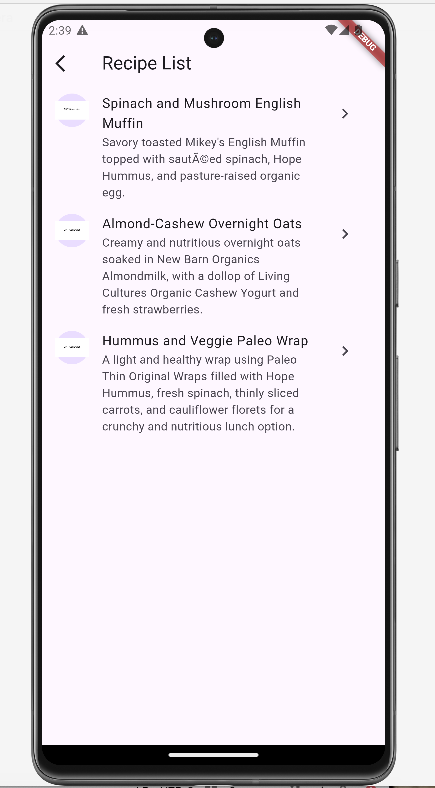 2:39
DEBUG
Recipe List
Spinach and Mushroom English
Muffin
Savory toasted Mikey's English Muffin
topped with sautÃ©ed spinach, Hope
Hummus, and pasture-raised organic
egg.
Almond-Cashew Overnight Oats
Creamy and nutritious overnight oats
soaked in New Barn Organics
Almondmilk, with a dollop of Living
Cultures Organic Cashew Yogurt and
fresh strawberries.
Hummus and Veggie Paleo Wrap
A light and healthy wrap using Paleo
Thin Original Wraps filled with Hope
Hummus, fresh spinach, thinly sliced
carrots, and cauliflower florets for a
crunchy and nutritious lunch option.